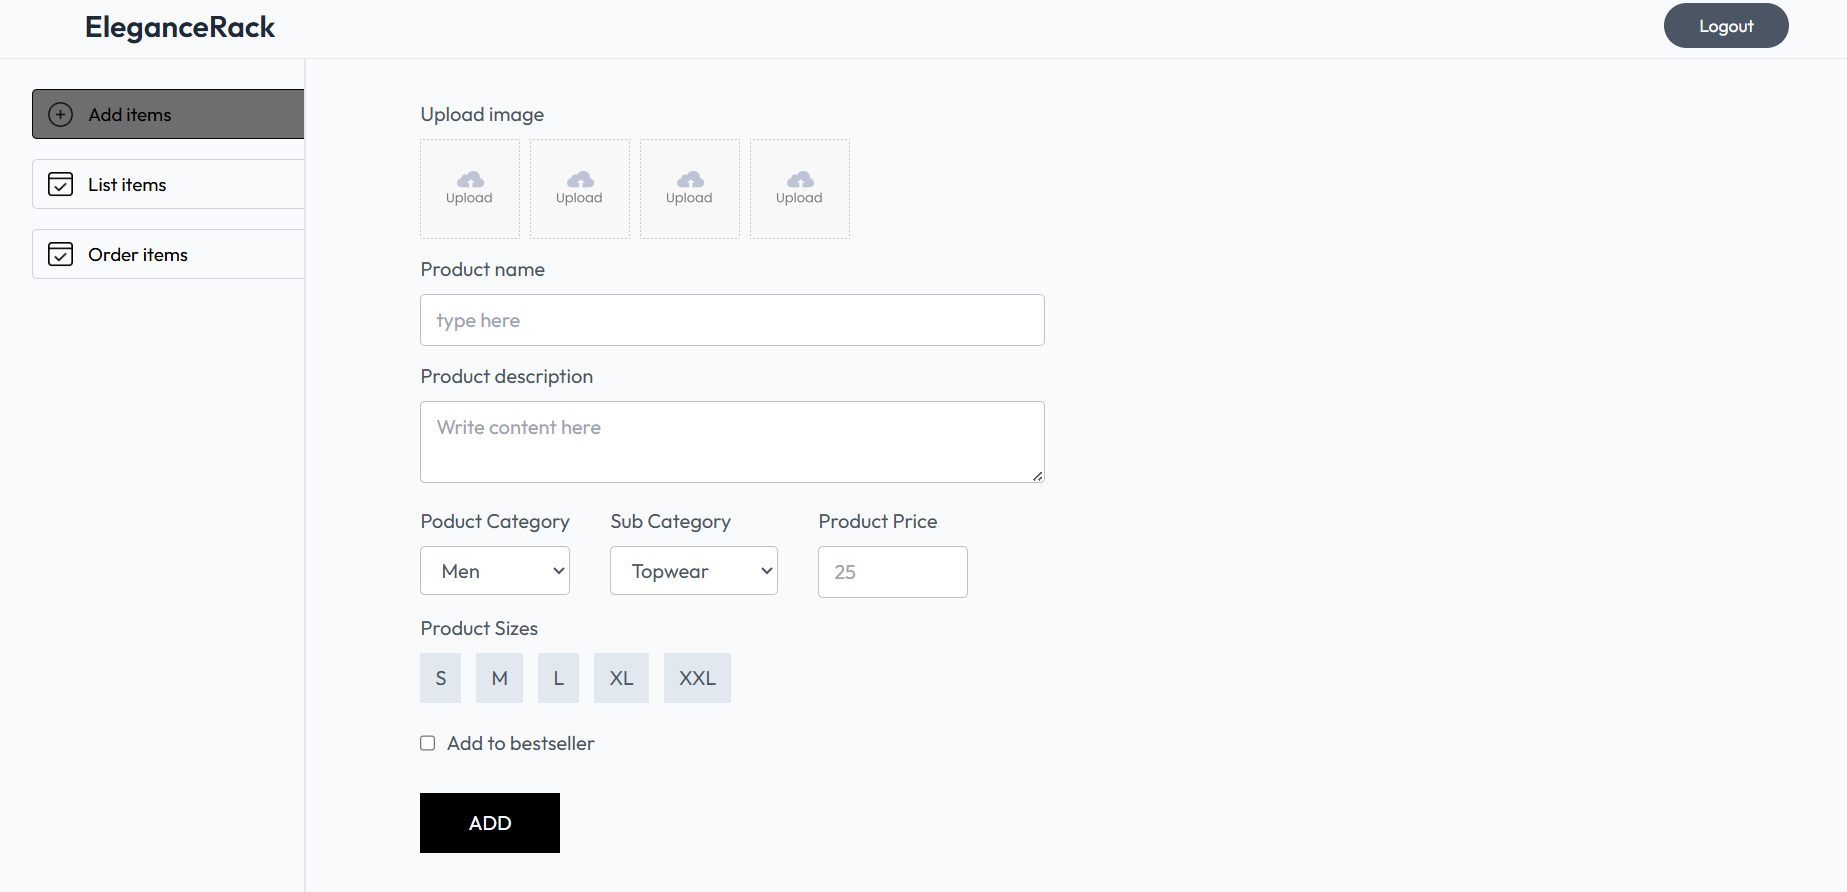 EleganceRack
Logout
Add items
List items
Order items
Upload image
Upload Upload Upload Upload
Product name
type here
Product description
Write content here
Poduct Category Sub Category Product Price
Men Topwear 25
Product Sizes
S M L XL XXL
Add to bestseller
ADD